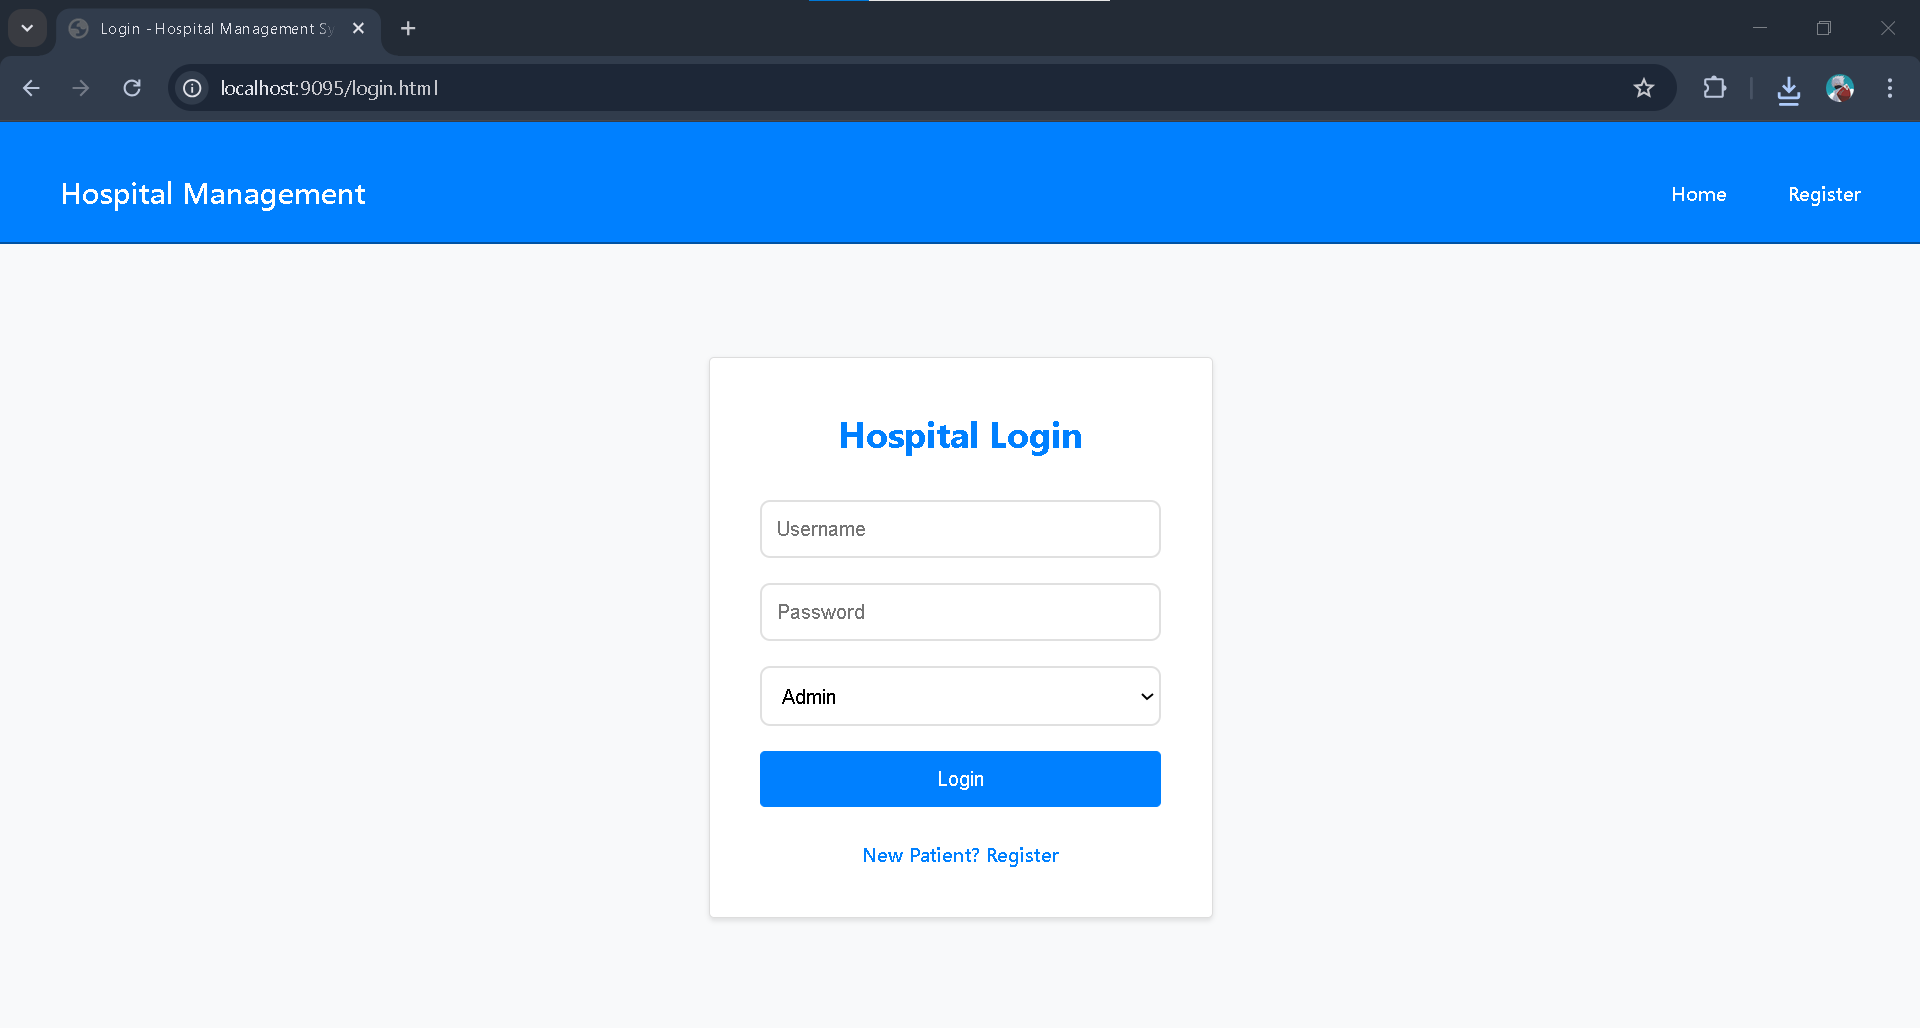 Login - Hospital Management Sy
localhost:9095/login.html
Hospital Management
Home
Register
Hospital Login
Username
Password
Admin
Login
New Patient? Register